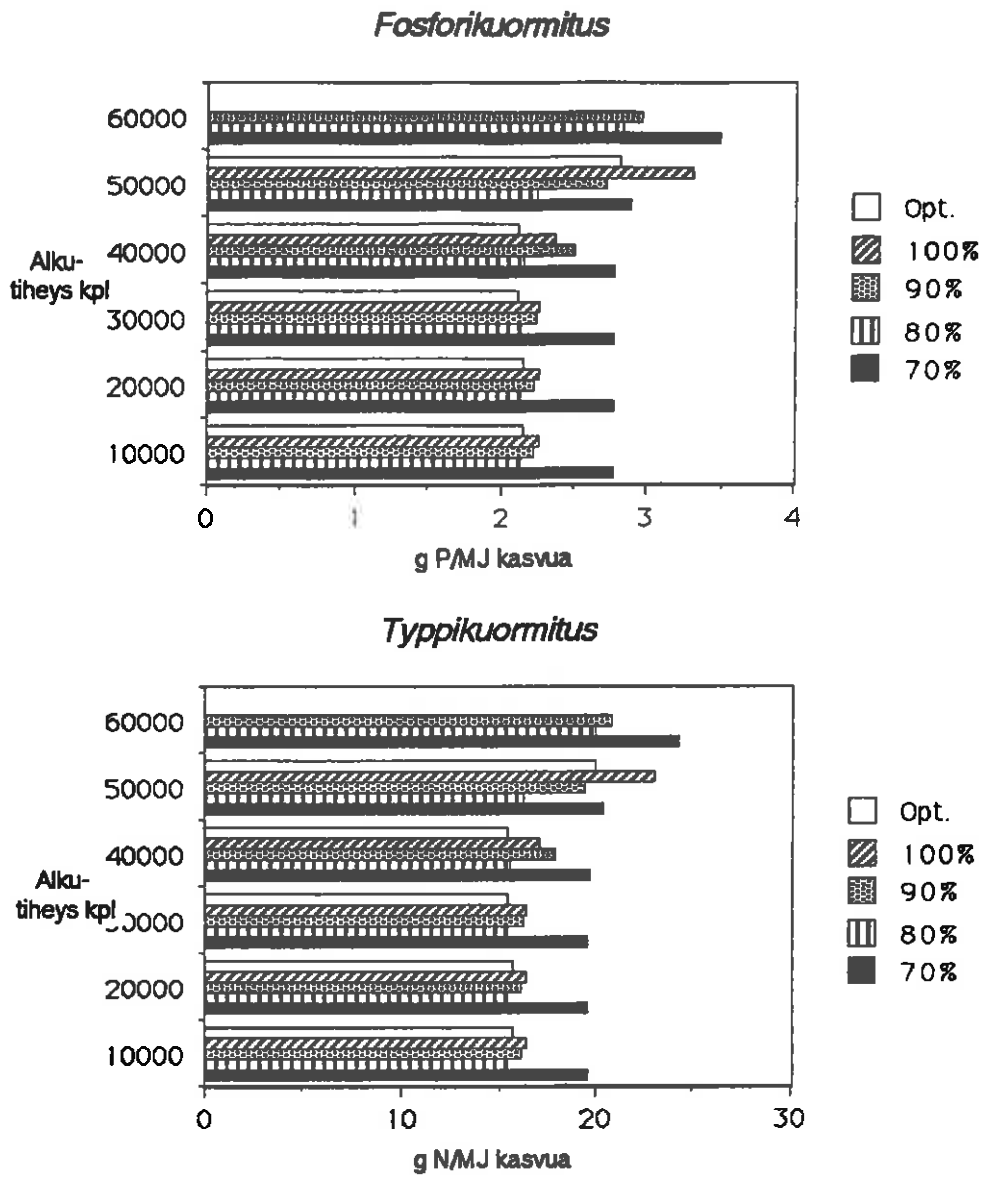 Fosforikuormitus
60000
50000
40000
30000
20000
10000
Alku-
tiheys kpl
0 1 2 3 4
g P/MJ kasvua
Opt.
100%
90%
80%
70%
Typpikuormitus
60000
50000
40000
0000
20000
10000
Alku-
tiheys kpl
0 10 20 30
g N/MJ kasvua
Opt.
100%
90%
80%
70%